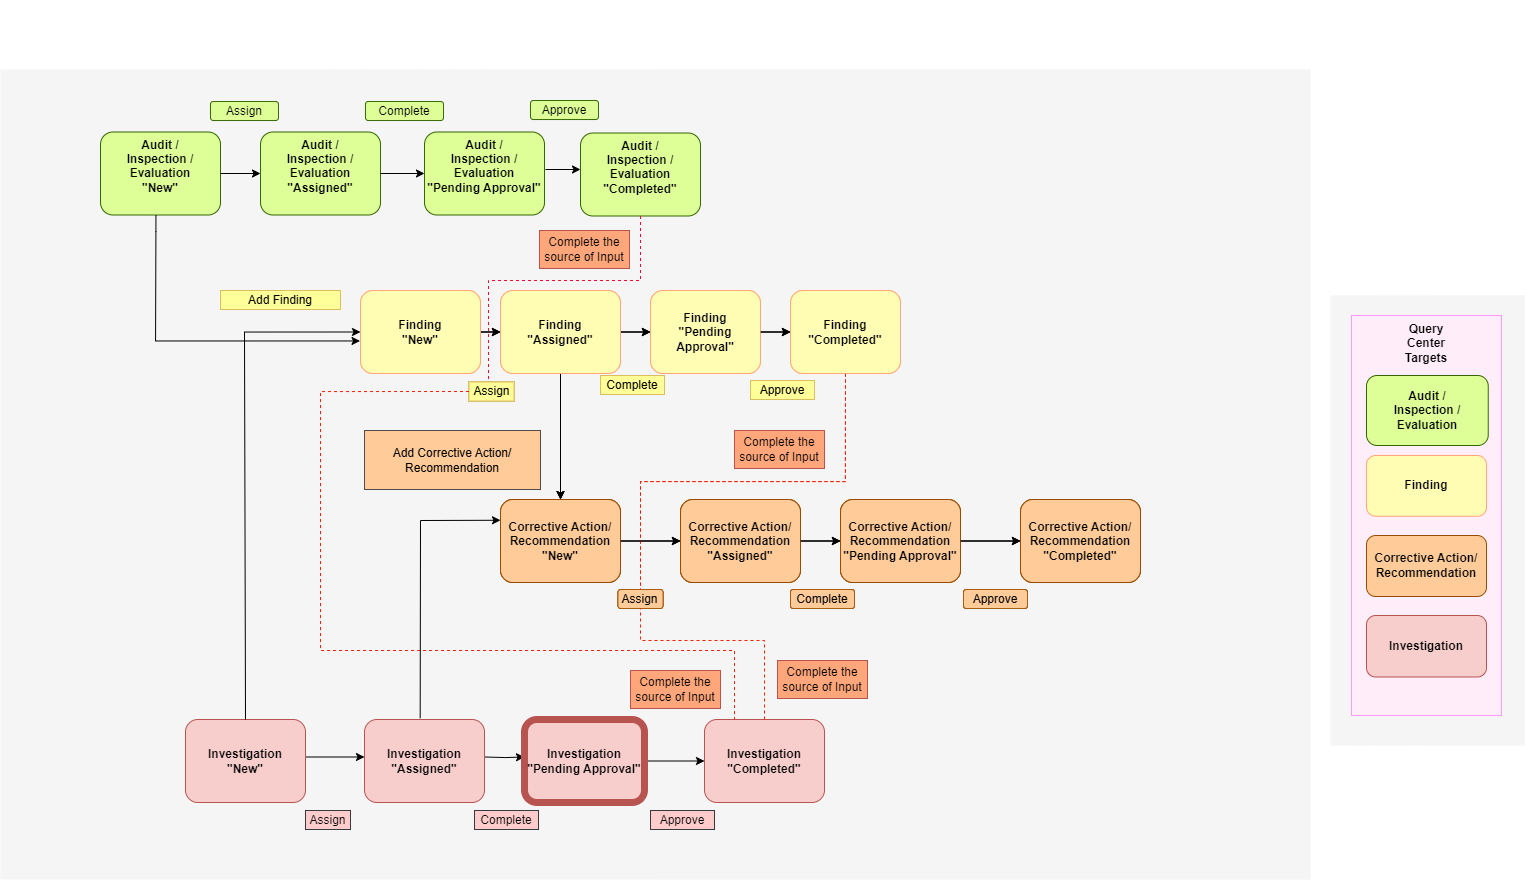 Assign
Complete
Approve
Audit /
Inspection /
Evaluation
"New"
Audit /
Inspection /
Evaluation
"Assigned"
Audit /
Inspection /
Evaluation
"Pending Approval"
Audit /
Inspection /
Evaluation
"Completed"
Complete the
source of Input
Add Finding
Finding
"New"
Finding
"Assigned"
Finding
"Pending
Approval"
Finding
"Completed"
Assign
Complete
Approve
Add Corrective Action/
Recommendation
Complete the
source of Input
Corrective Action/
Recommendation
"New"
Corrective Action/
Recommendation
"Assigned"
Corrective Action/
Recommendation
"Pending Approval"
Corrective Action/
Recommendation
"Completed"
Assign
Complete
Approve
Complete the
source of Input
Complete the
source of Input
Investigation
"New"
Investigation
"Assigned"
Investigation
"Pending Approval"
Investigation
"Completed"
Assign
Complete
Approve
Query
Center
Targets
Audit /
Inspection /
Evaluation
Finding
Corrective Action/
Recommendation
Investigation